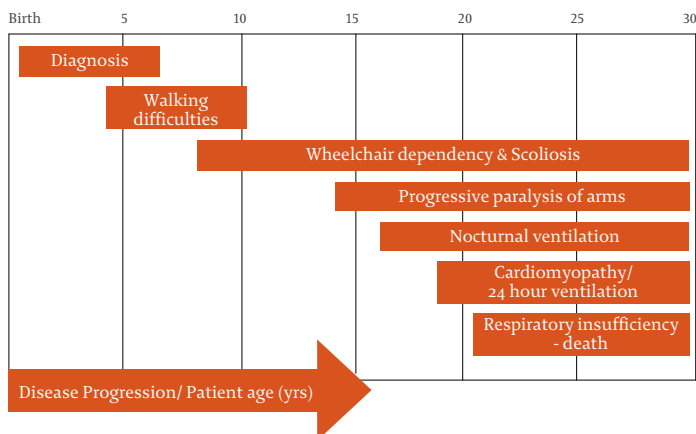 Birth 5 10 15 20 25 30
Diagnosis
Walking
difficulties
Wheelchair dependency & Scoliosis
Progressive paralysis of arms
Nocturnal ventilation
Cardiomyopathy/
24 hour ventilation
Respiratory insufficiency
- death
Disease Progression/ Patient age (yrs)